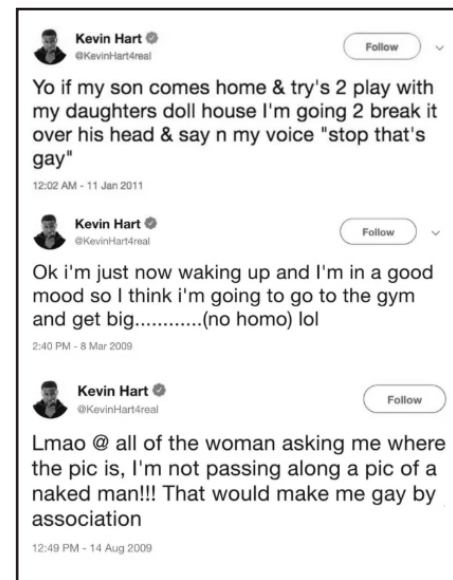 Kevin Hart
@KevinHart4real
Follow
Yo if my son comes home & try's 2 play with
my daughters doll house I'm going 2 break it
over his head & say n my voice "stop that's
gay"
12:02 AM - 11 Jan 2011
Kevin Hart
@KevinHart4real
Follow
Ok i'm just now waking up and I'm in a good
mood so I think i'm going to go to the gym
and get big............(no homo) lol
2:40 PM - 8 Mar 2009
Kevin Hart
@KevinHart4real
Follow
Lmao @ all of the woman asking me where
the pic is, I'm not passing along a pic of a
naked man!!! That would make me gay by
association
12:49 PM - 14 Aug 2009